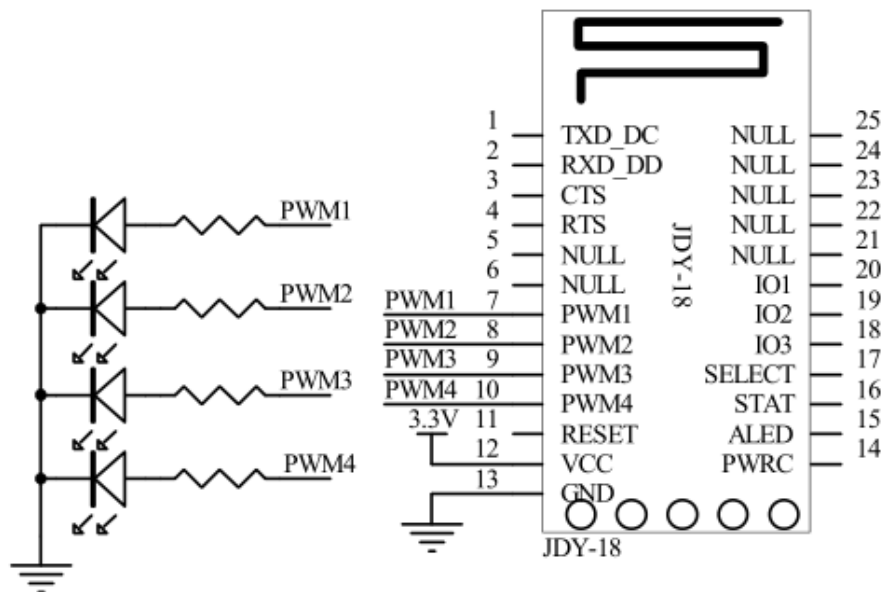 PWM1
PWM2
PWM3
PWM4
1 TXD_DC NULL 25
2 RXD_DD NULL 24
3 CTS NULL 23
4 RTS NULL 22
5 NULL NULL 21
6 NULL IO1 20
PWM1 7 PWM1 IO2 19
PWM2 8 PWM2 IO3 18
PWM3 9 PWM3 SELECT 17
PWM4 10 PWM4 STAT 16
3.3V 11 RESET ALED 15
12 VCC PWRC 14
13 GND
JDY-18
JDY-18